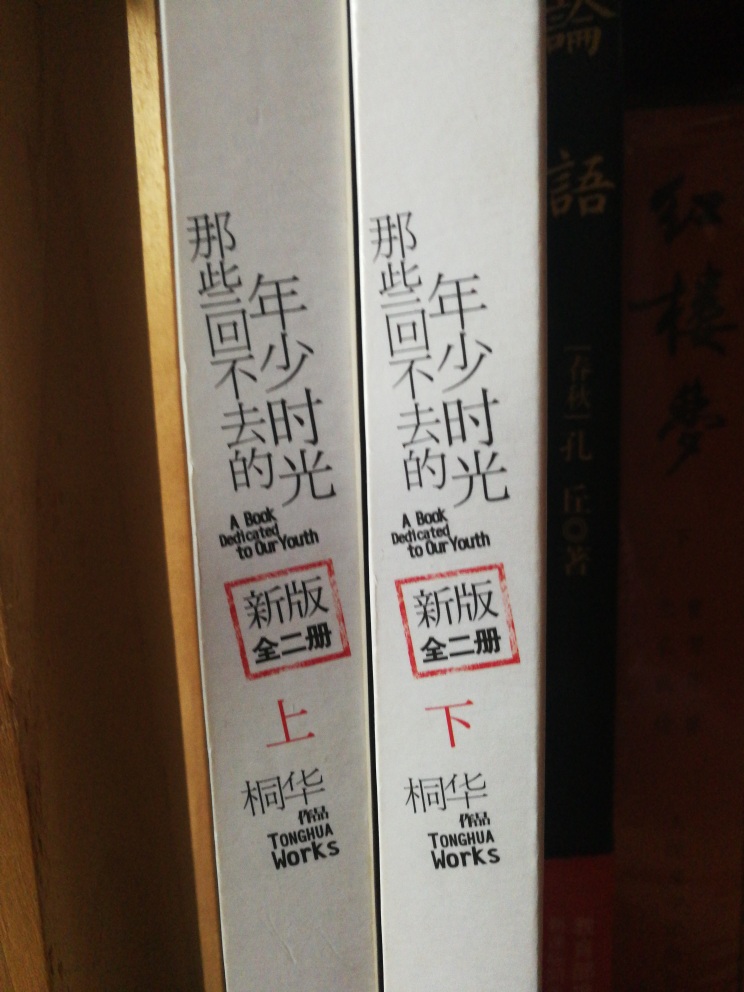 那些回不去的
年少时光
A Book
Dedicated
to Our Youth
新版
全二册
上
桐华
作品
TONGHUA
Works
那些回不去的
年少时光
A Book
Dedicated
to Our Youth
新版
全二册
下
桐华
作品
TONGHUA
Works
論語
[春秋]孔丘◎著
红楼梦